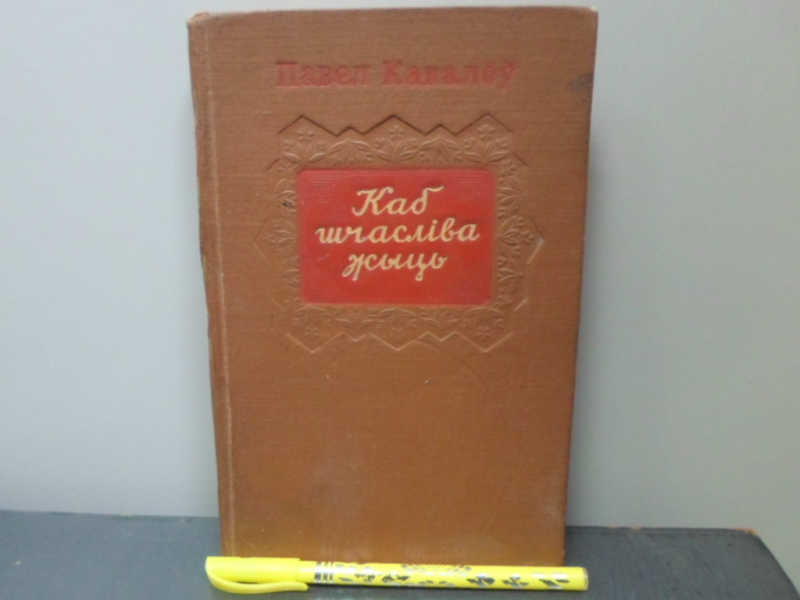 Павел Кавалёў
Каб
шчасліва
жыць